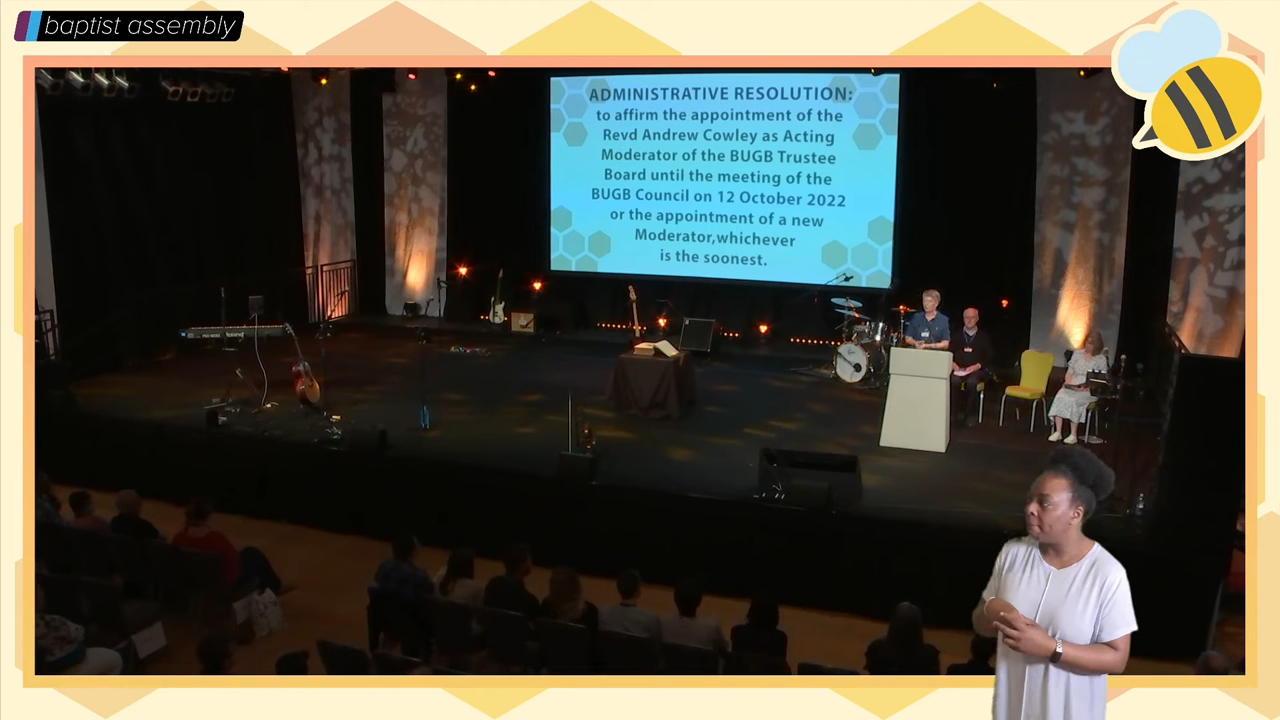 baptist assembly
ADMINISTRATIVE RESOLUTION:
to affirm the appointment of the
Revd Andrew Cowley as Acting
Moderator of the BUGB Trustee
Board until the meeting of the
BUGB Council on 12 October 2022
or the appointment of a new
Moderator,whichever
is the soonest.
Roland